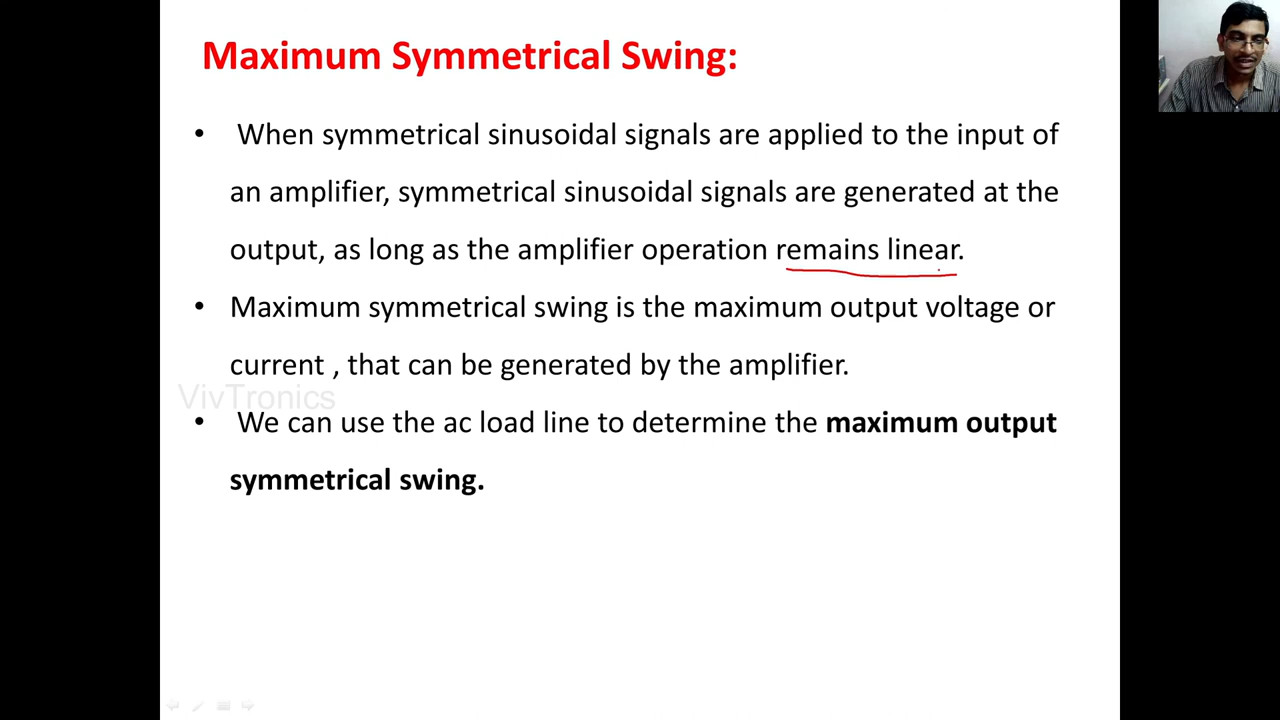 Maximum Symmetrical Swing:
• When symmetrical sinusoidal signals are applied to the input of
an amplifier, symmetrical sinusoidal signals are generated at the
output, as long as the amplifier operation remains linear.
• Maximum symmetrical swing is the maximum output voltage or
current , that can be generated by the amplifier.
VivTronics
• We can use the ac load line to determine the maximum output
symmetrical swing.